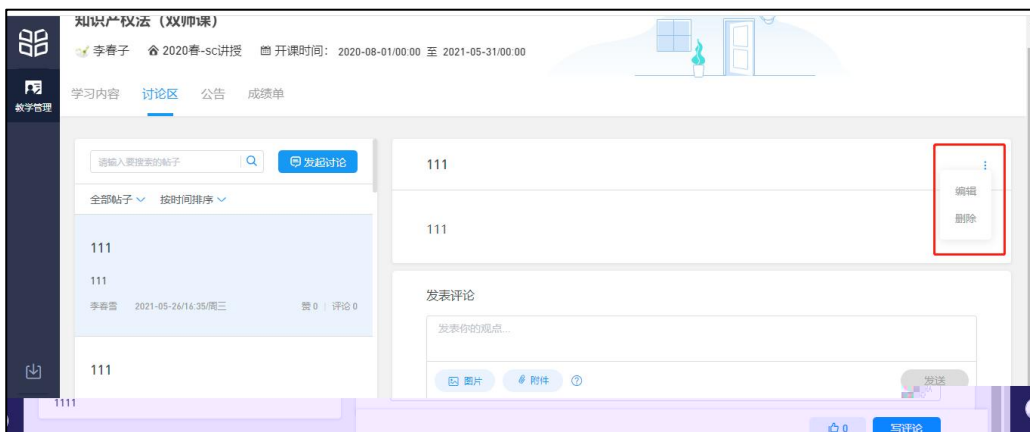 知识产权法（双师课）
李春子 2020春-sc讲授 开课时间： 2020-08-01/00:00 至 2021-05-31/00:00
教学管理
学习内容 讨论区 公告 成绩单
请输入要搜索的帖子 发起讨论
全部帖子 按时间排序
111
111
李春雪 2021-05-26/16:35/周三 赞 0 | 评论 0
111
1111
111
编辑
删除
111
发表评论
发表你的观点...
图片 附件 发送
0 写评论